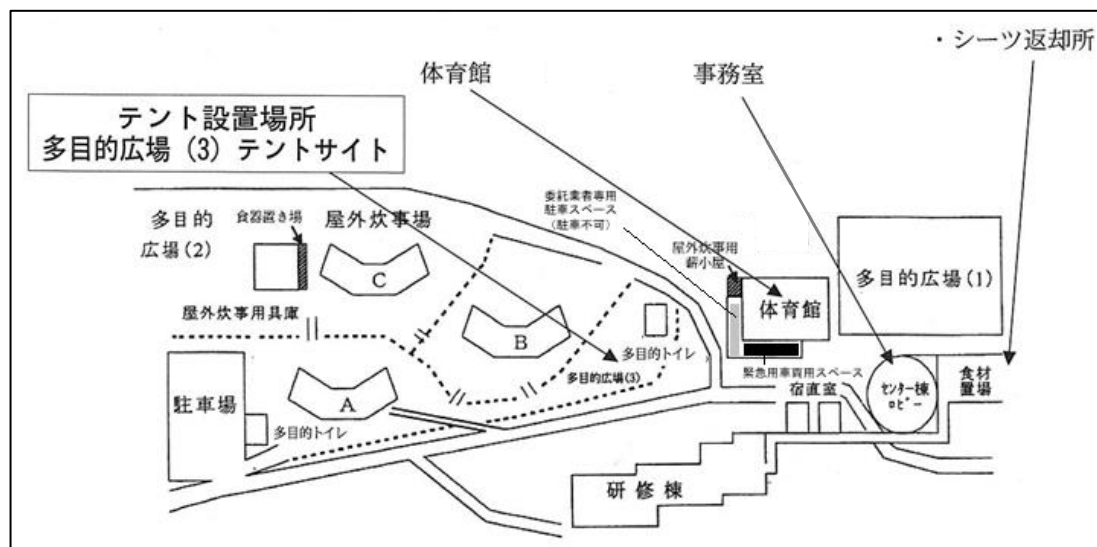 ・シーツ返却所
体育館
事務室
テント設置場所
多目的広場（3）テントサイト
委託業者専用
駐車スペース
（駐車不可）
多目的
広場(2)
食器置き場
屋外炊事場
屋外炊事用
薪小屋
多目的広場(1)
C
体育館
屋外炊事用具庫
B
多目的トイレ
緊急用車両用スペース
多目的広場(3)
宿直室
センター棟
ロビー
食材
置場
駐車場
A
多目的トイレ
研修棟